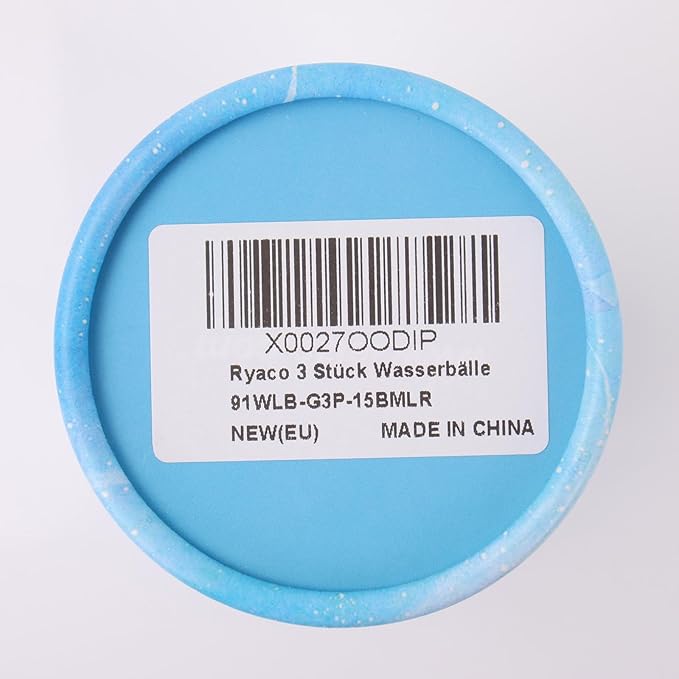 X0027OODIP
Ryaco 3 Stück Wasserbälle
91WLB-G3P-15BMLR
NEW(EU) MADE IN CHINA